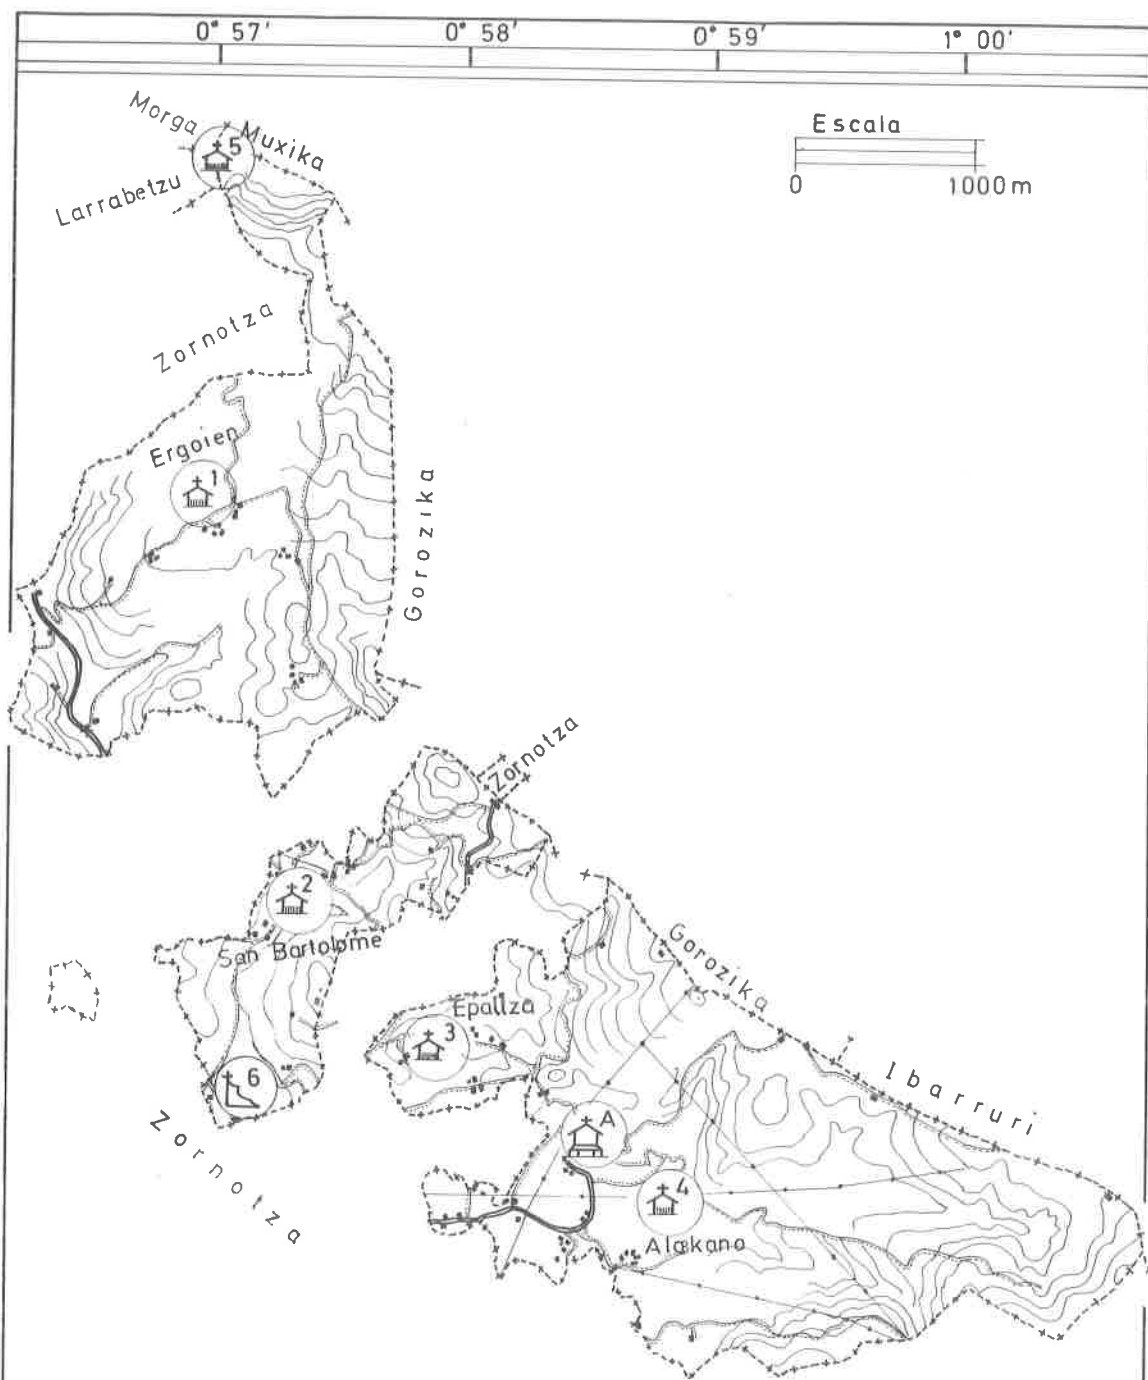 0° 57'
0° 58'
0° 59'
1° 00'
Escala
0
1000m
Morga
Muxika
5
Larrabetzu
Zornotza
Ergoien
1
Gorozika
Zornotza
2
San Bartolome
Gorozika
Epaltza
3
Ibarruri
6
Zornotza
A
4
Alækano